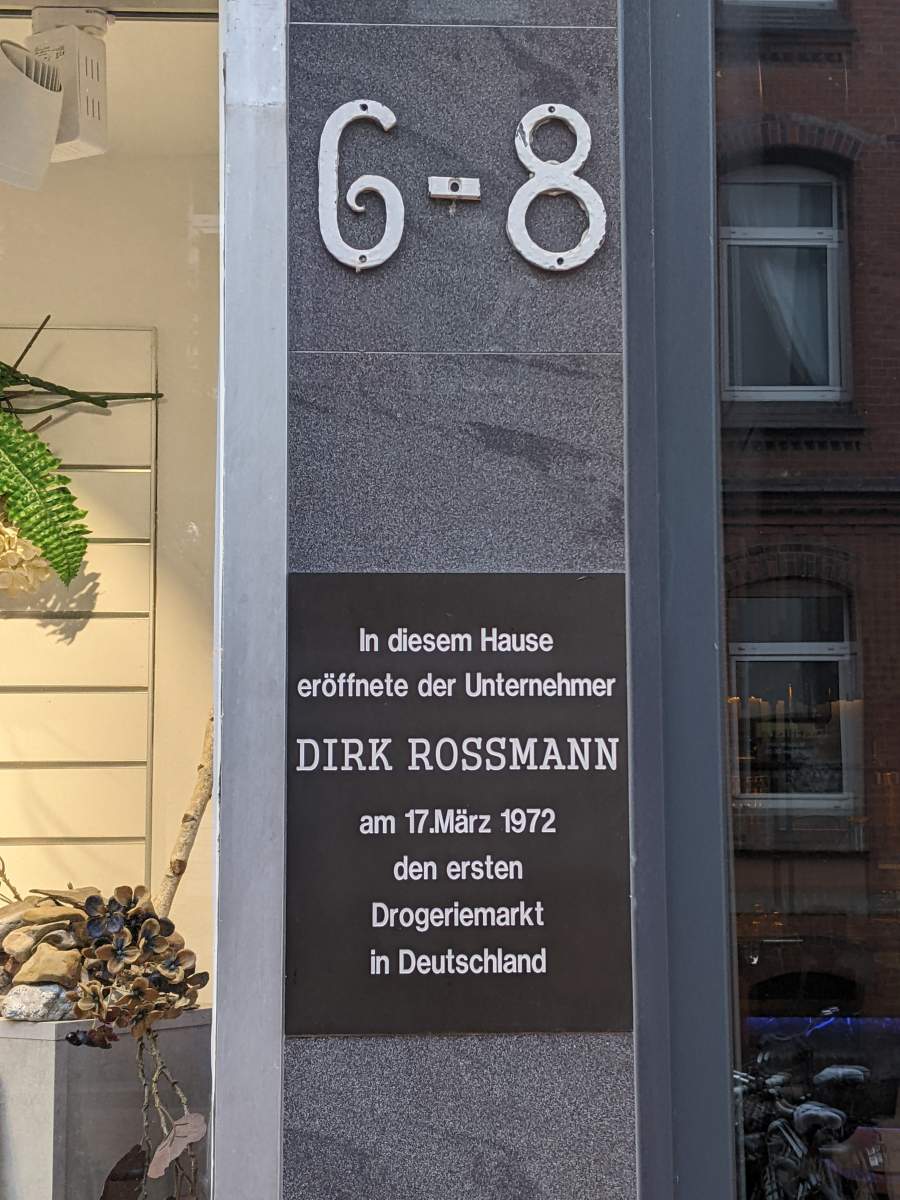 6-8
In diesem Hause
eröffnete der Unternehmer
DIRK ROSSMANN
am 17.März 1972
den ersten
Drogeriemarkt
in Deutschland